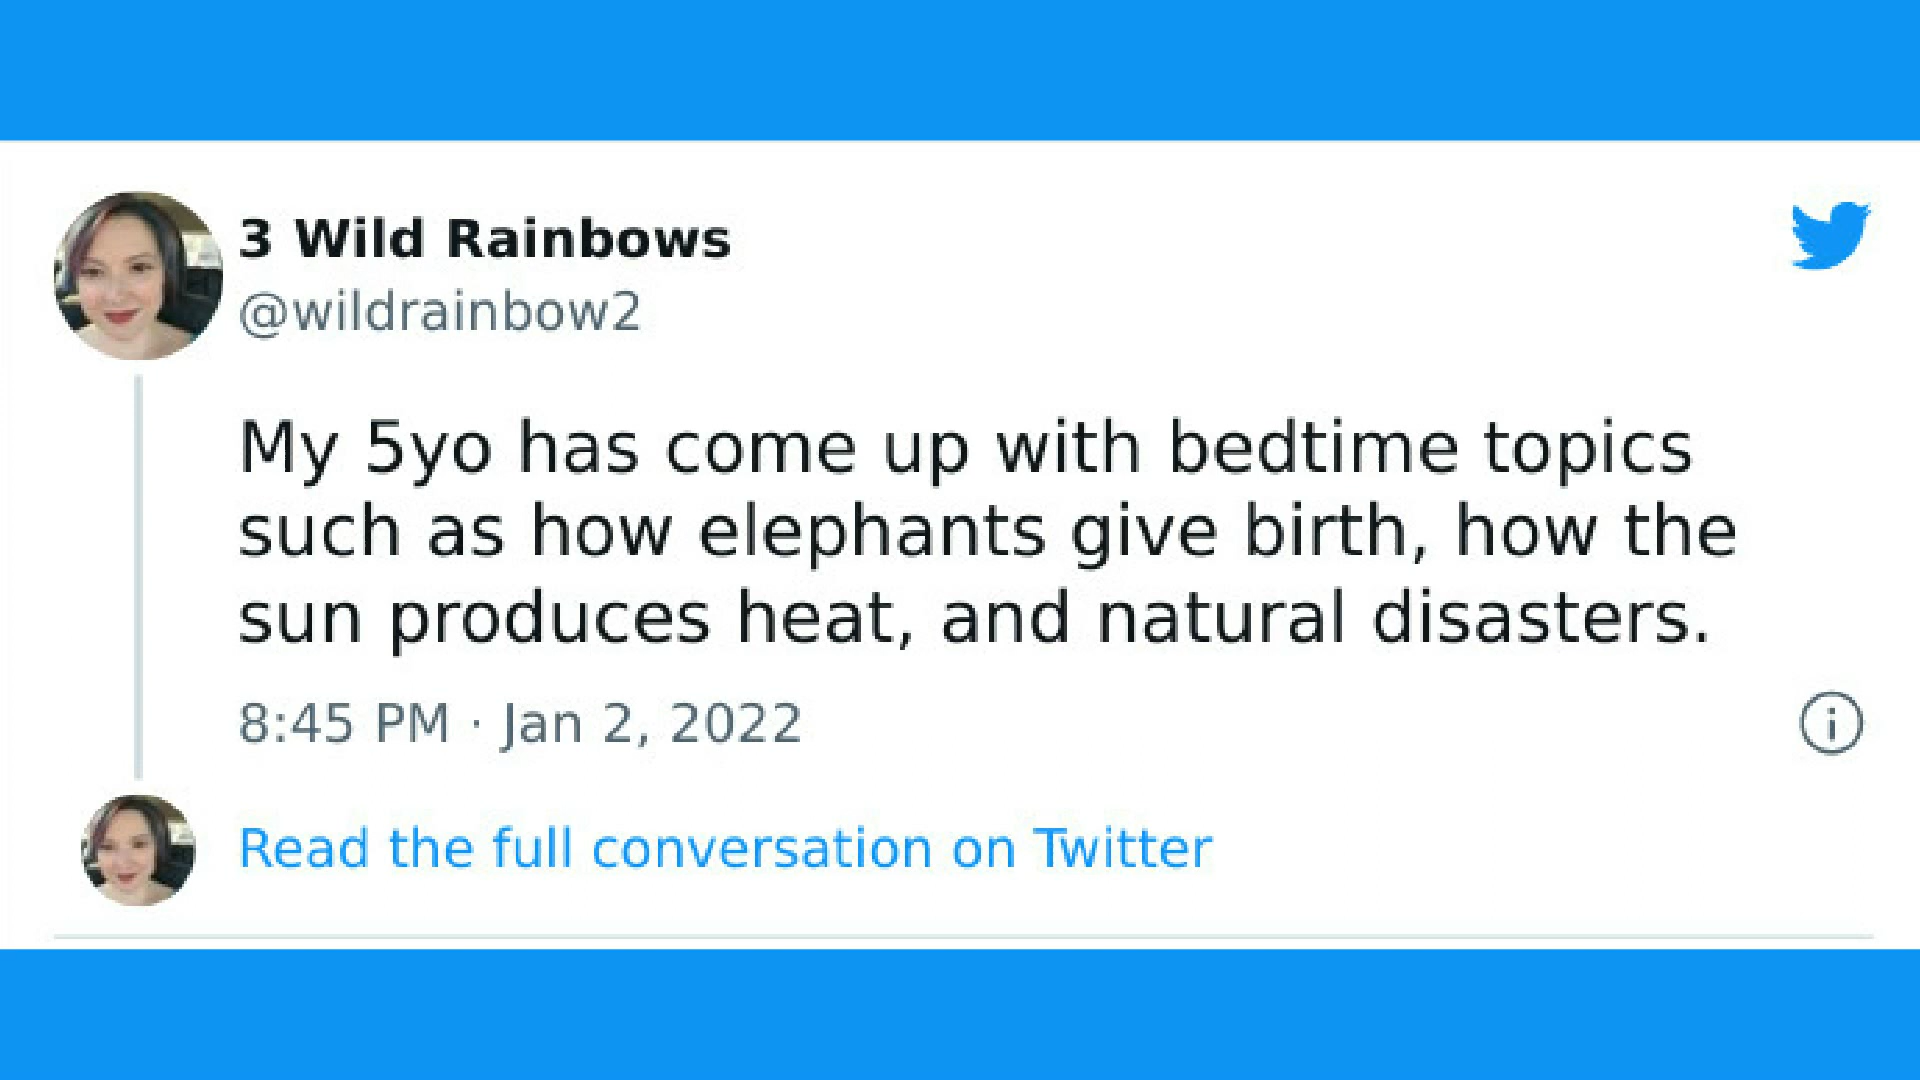 3 Wild Rainbows
@wildrainbow2
My 5yo has come up with bedtime topics
such as how elephants give birth, how the
sun produces heat, and natural disasters.
8:45 PM · Jan 2, 2022
Read the full conversation on Twitter